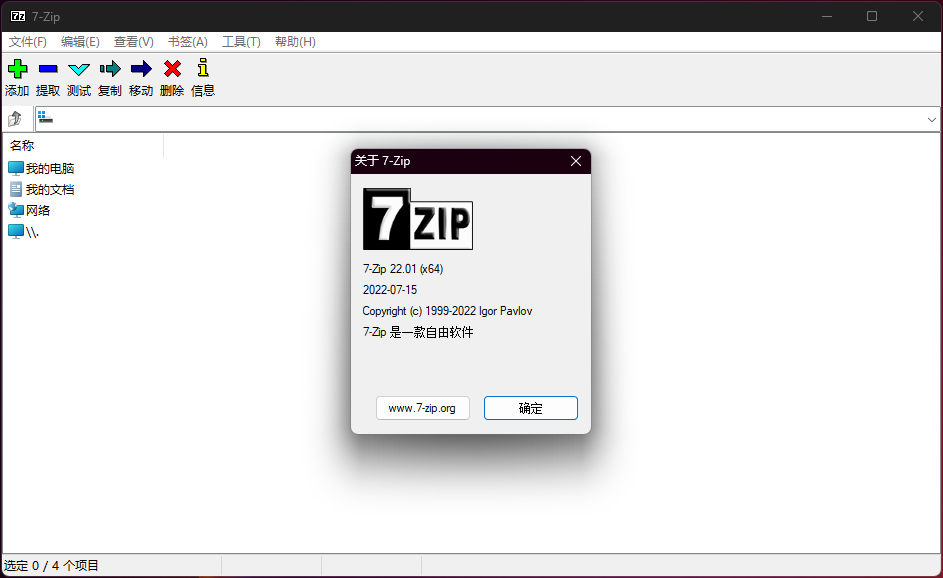 7-Zip
文件(F) 编辑(E) 查看(V) 书签(A) 工具(T) 帮助(H)
添加 提取 测试 复制 移动 删除 信息
名称
我的电脑
我的文档
网络
\\.
关于 7-Zip
7ZIP
7-Zip 22.01 (x64)
2022-07-15
Copyright (c) 1999-2022 Igor Pavlov
7-Zip 是一款自由软件
www.7-zip.org 确定
选定 0 / 4 个项目